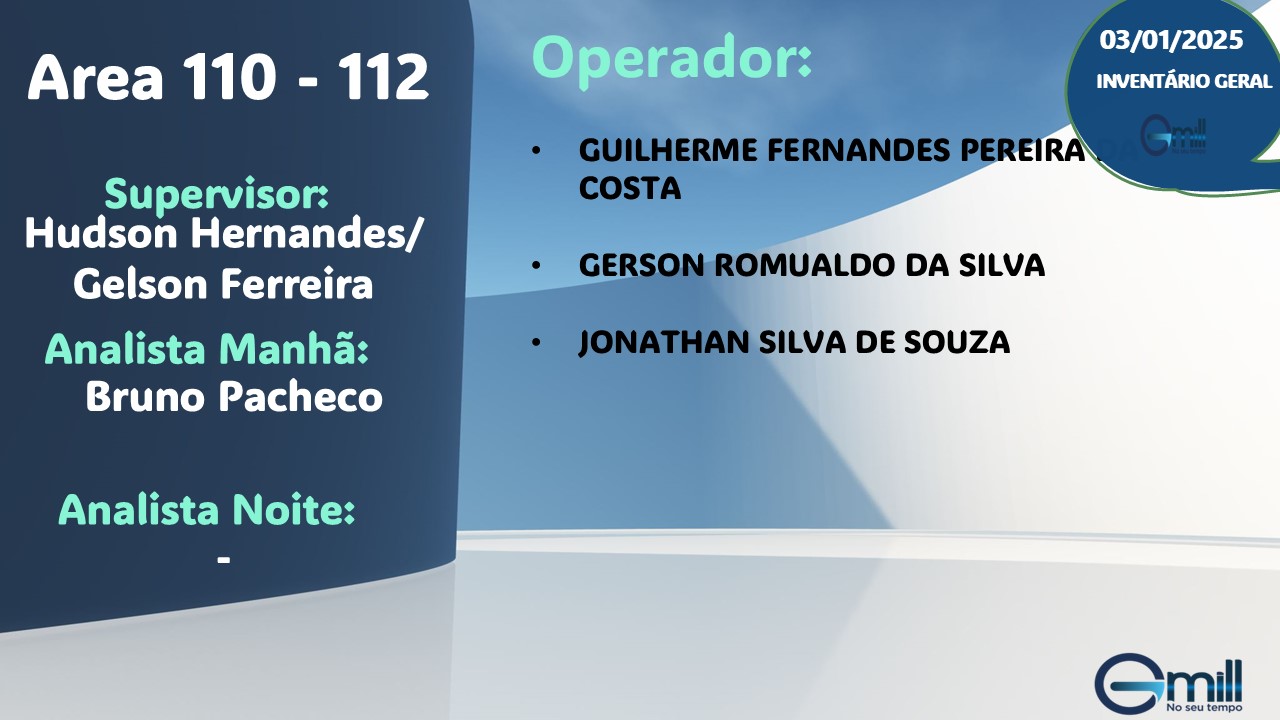 Area 110 - 112
Supervisor:
Hudson Hernandes/
Gelson Ferreira
Analista Manhã:
Bruno Pacheco
Analista Noite:
-
Operador:
• GUILHERME FERNANDES PEREIRA DA
COSTA
• GERSON ROMUALDO DA SILVA
• JONATHAN SILVA DE SOUZA
03/01/2025
INVENTÁRIO GERAL
Gmill
Gmill
No seu tempo